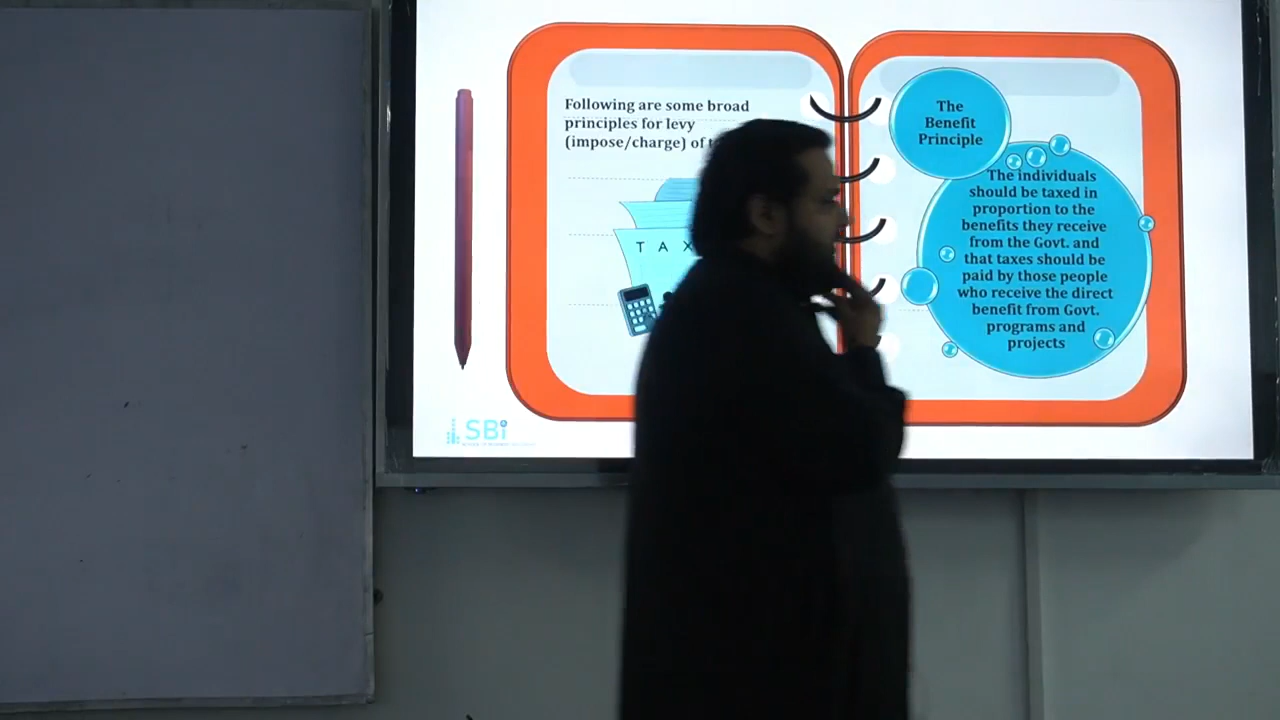 Following are some broad
principles for levy
(impose/charge) of
TAX
SBi
The
Benefit
Principle
The individuals
should be taxed in
proportion to the
benefits they receive
from the Govt. and
that taxes should be
paid by those people
who receive the direct
benefit from Govt.
programs and
projects